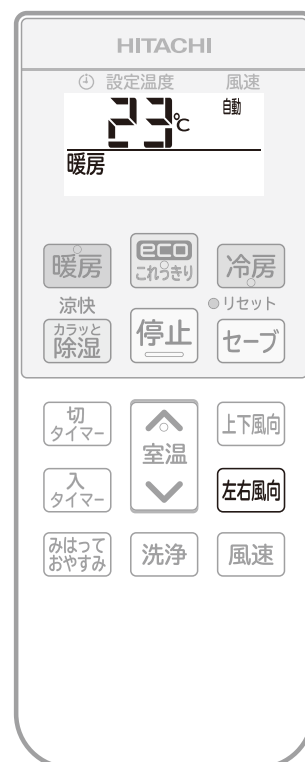 HITACHI
設定温度 風速
23℃ 自動
暖房
暖房 eco これっきり 冷房
涼快 リセット
カラッと除湿 停止 セーブ
切タイマー 室温 上下風向
入タイマー 左右風向
みはっておやすみ 洗浄 風速